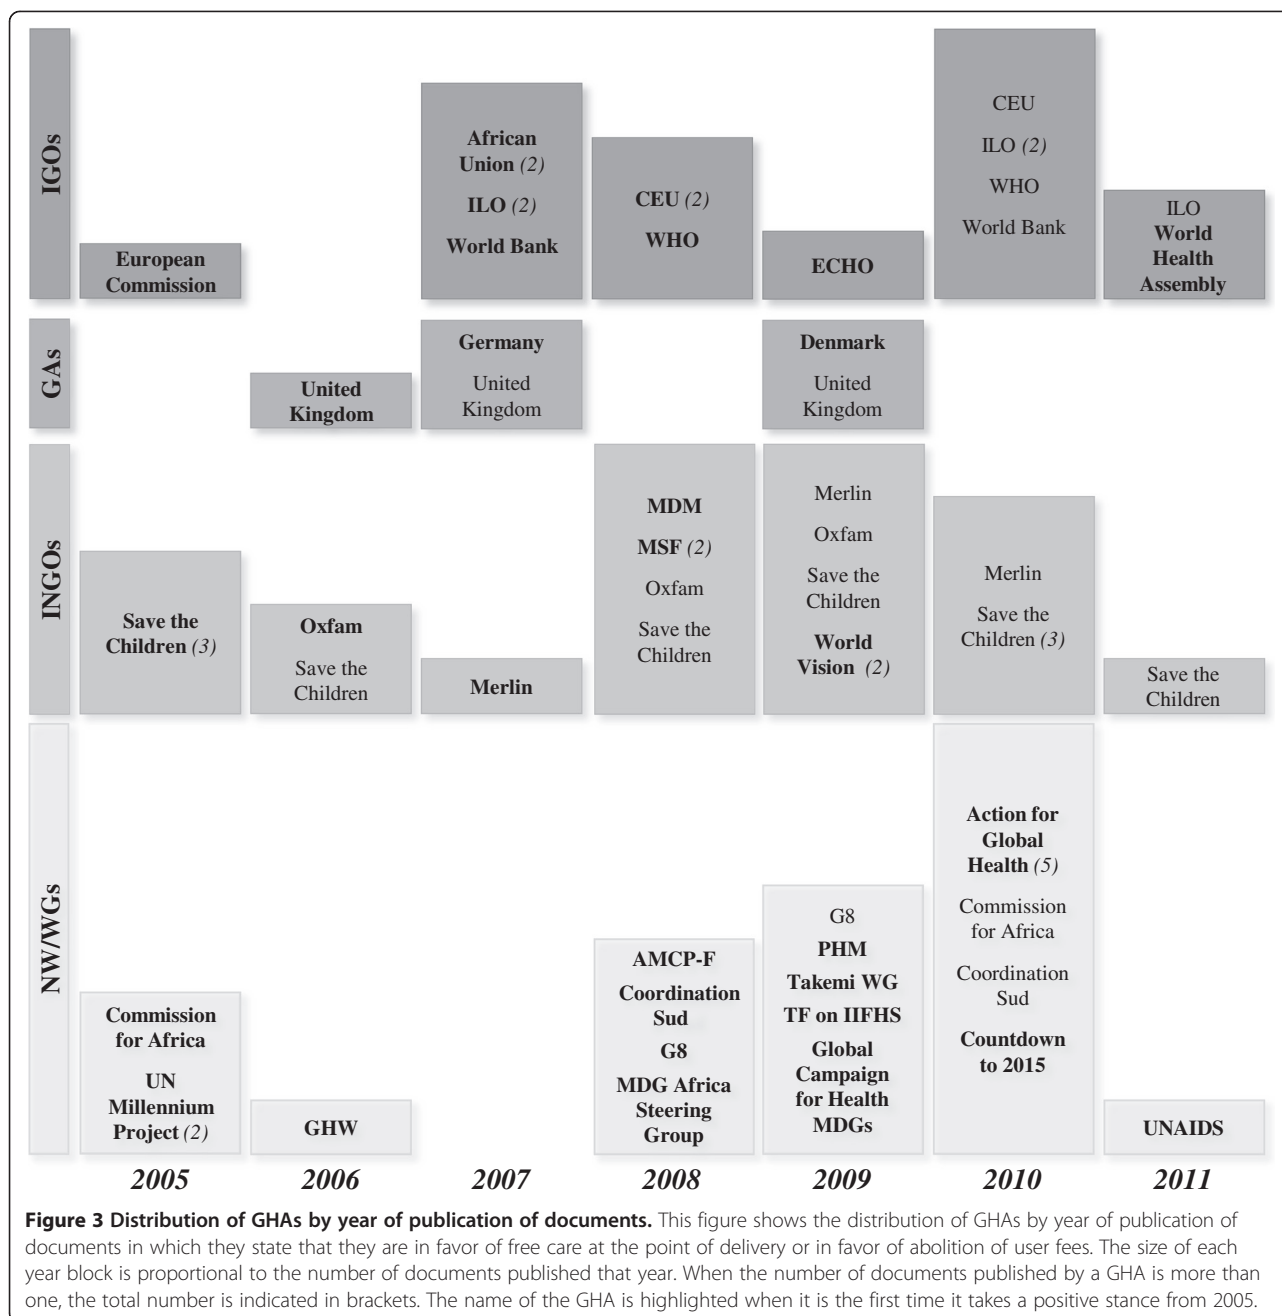 IGOs
European
Commission
African
Union (2)
ILO (2)
World Bank
CEU (2)
WHO
ECHO
CEU
ILO (2)
WHO
World Bank
ILO
World
Health
Assembly
GAs
United
Kingdom
Germany
United
Kingdom
Denmark
United
Kingdom
INGOs
Save the
Children (3)
Oxfam
Save the
Children
Merlin
MDM
MSF (2)
Oxfam
Save the
Children
Merlin
Oxfam
Save the
Children
World
Vision (2)
Merlin
Save the
Children (3)
Save the
Children
NW/WGs
Commission
for Africa
UN
Millennium
Project (2)
GHW
AMCP-F
Coordination
Sud
G8
MDG Africa
Steering
Group
G8
PHM
Takemi WG
TF on IIFHS
Global
Campaign
for Health
MDGs
Action for
Global
Health (5)
Commission
for Africa
Coordination
Sud
Countdown
to 2015
UNAIDS
2005 2006 2007 2008 2009 2010 2011
Figure 3 Distribution of GHAs by year of publication of documents. This figure shows the distribution of GHAs by year of publication of
documents in which they state that they are in favor of free care at the point of delivery or in favor of abolition of user fees. The size of each
year block is proportional to the number of documents published that year. When the number of documents published by a GHA is more than
one, the total number is indicated in brackets. The name of the GHA is highlighted when it is the first time it takes a positive stance from 2005.